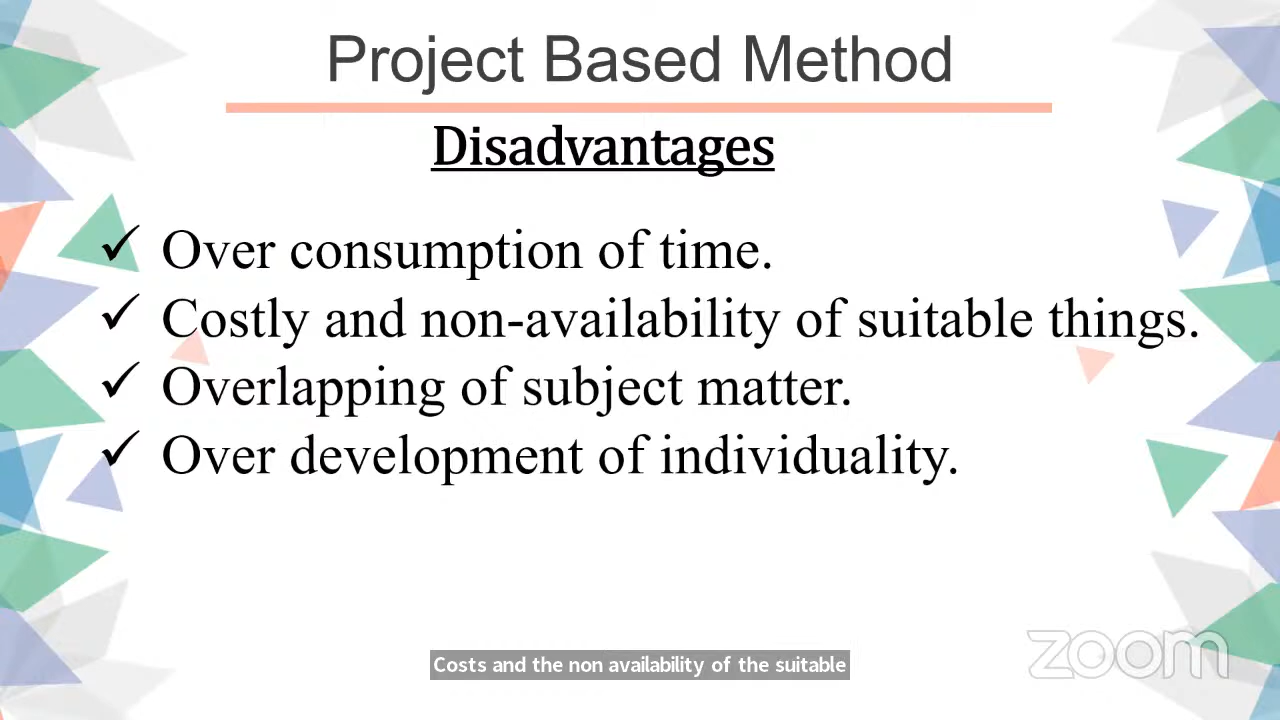 Project Based Method
Disadvantages
✓ Over consumption of time.
✓ Costly and non-availability of suitable things.
✓ Overlapping of subject matter.
✓ Over development of individuality.
Costs and the non availability of the suitable
zoom